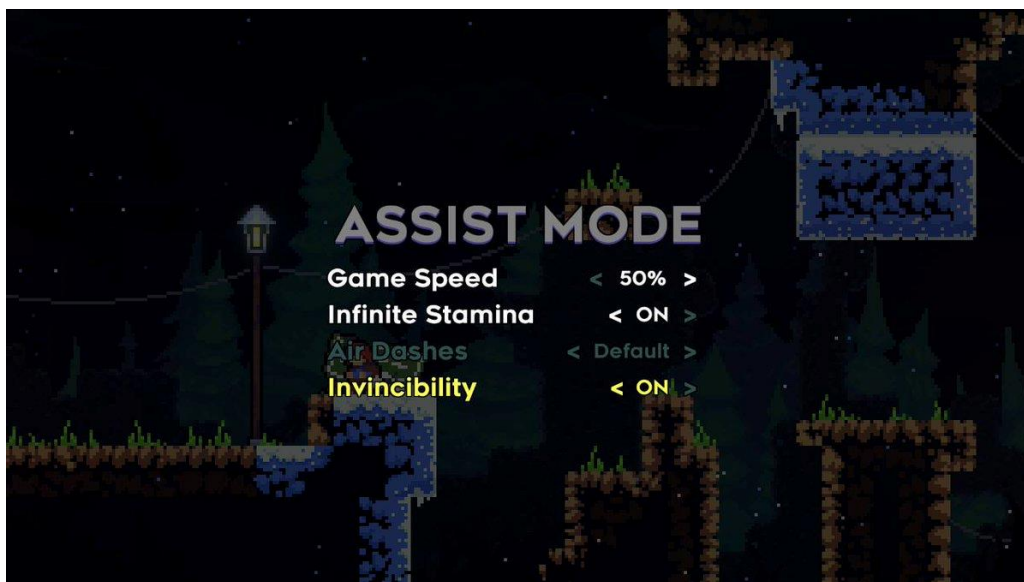 ASSIST MODE
Game Speed < 50% >
Infinite Stamina < ON >
Air Dashes < Default >
Invincibility < ON >